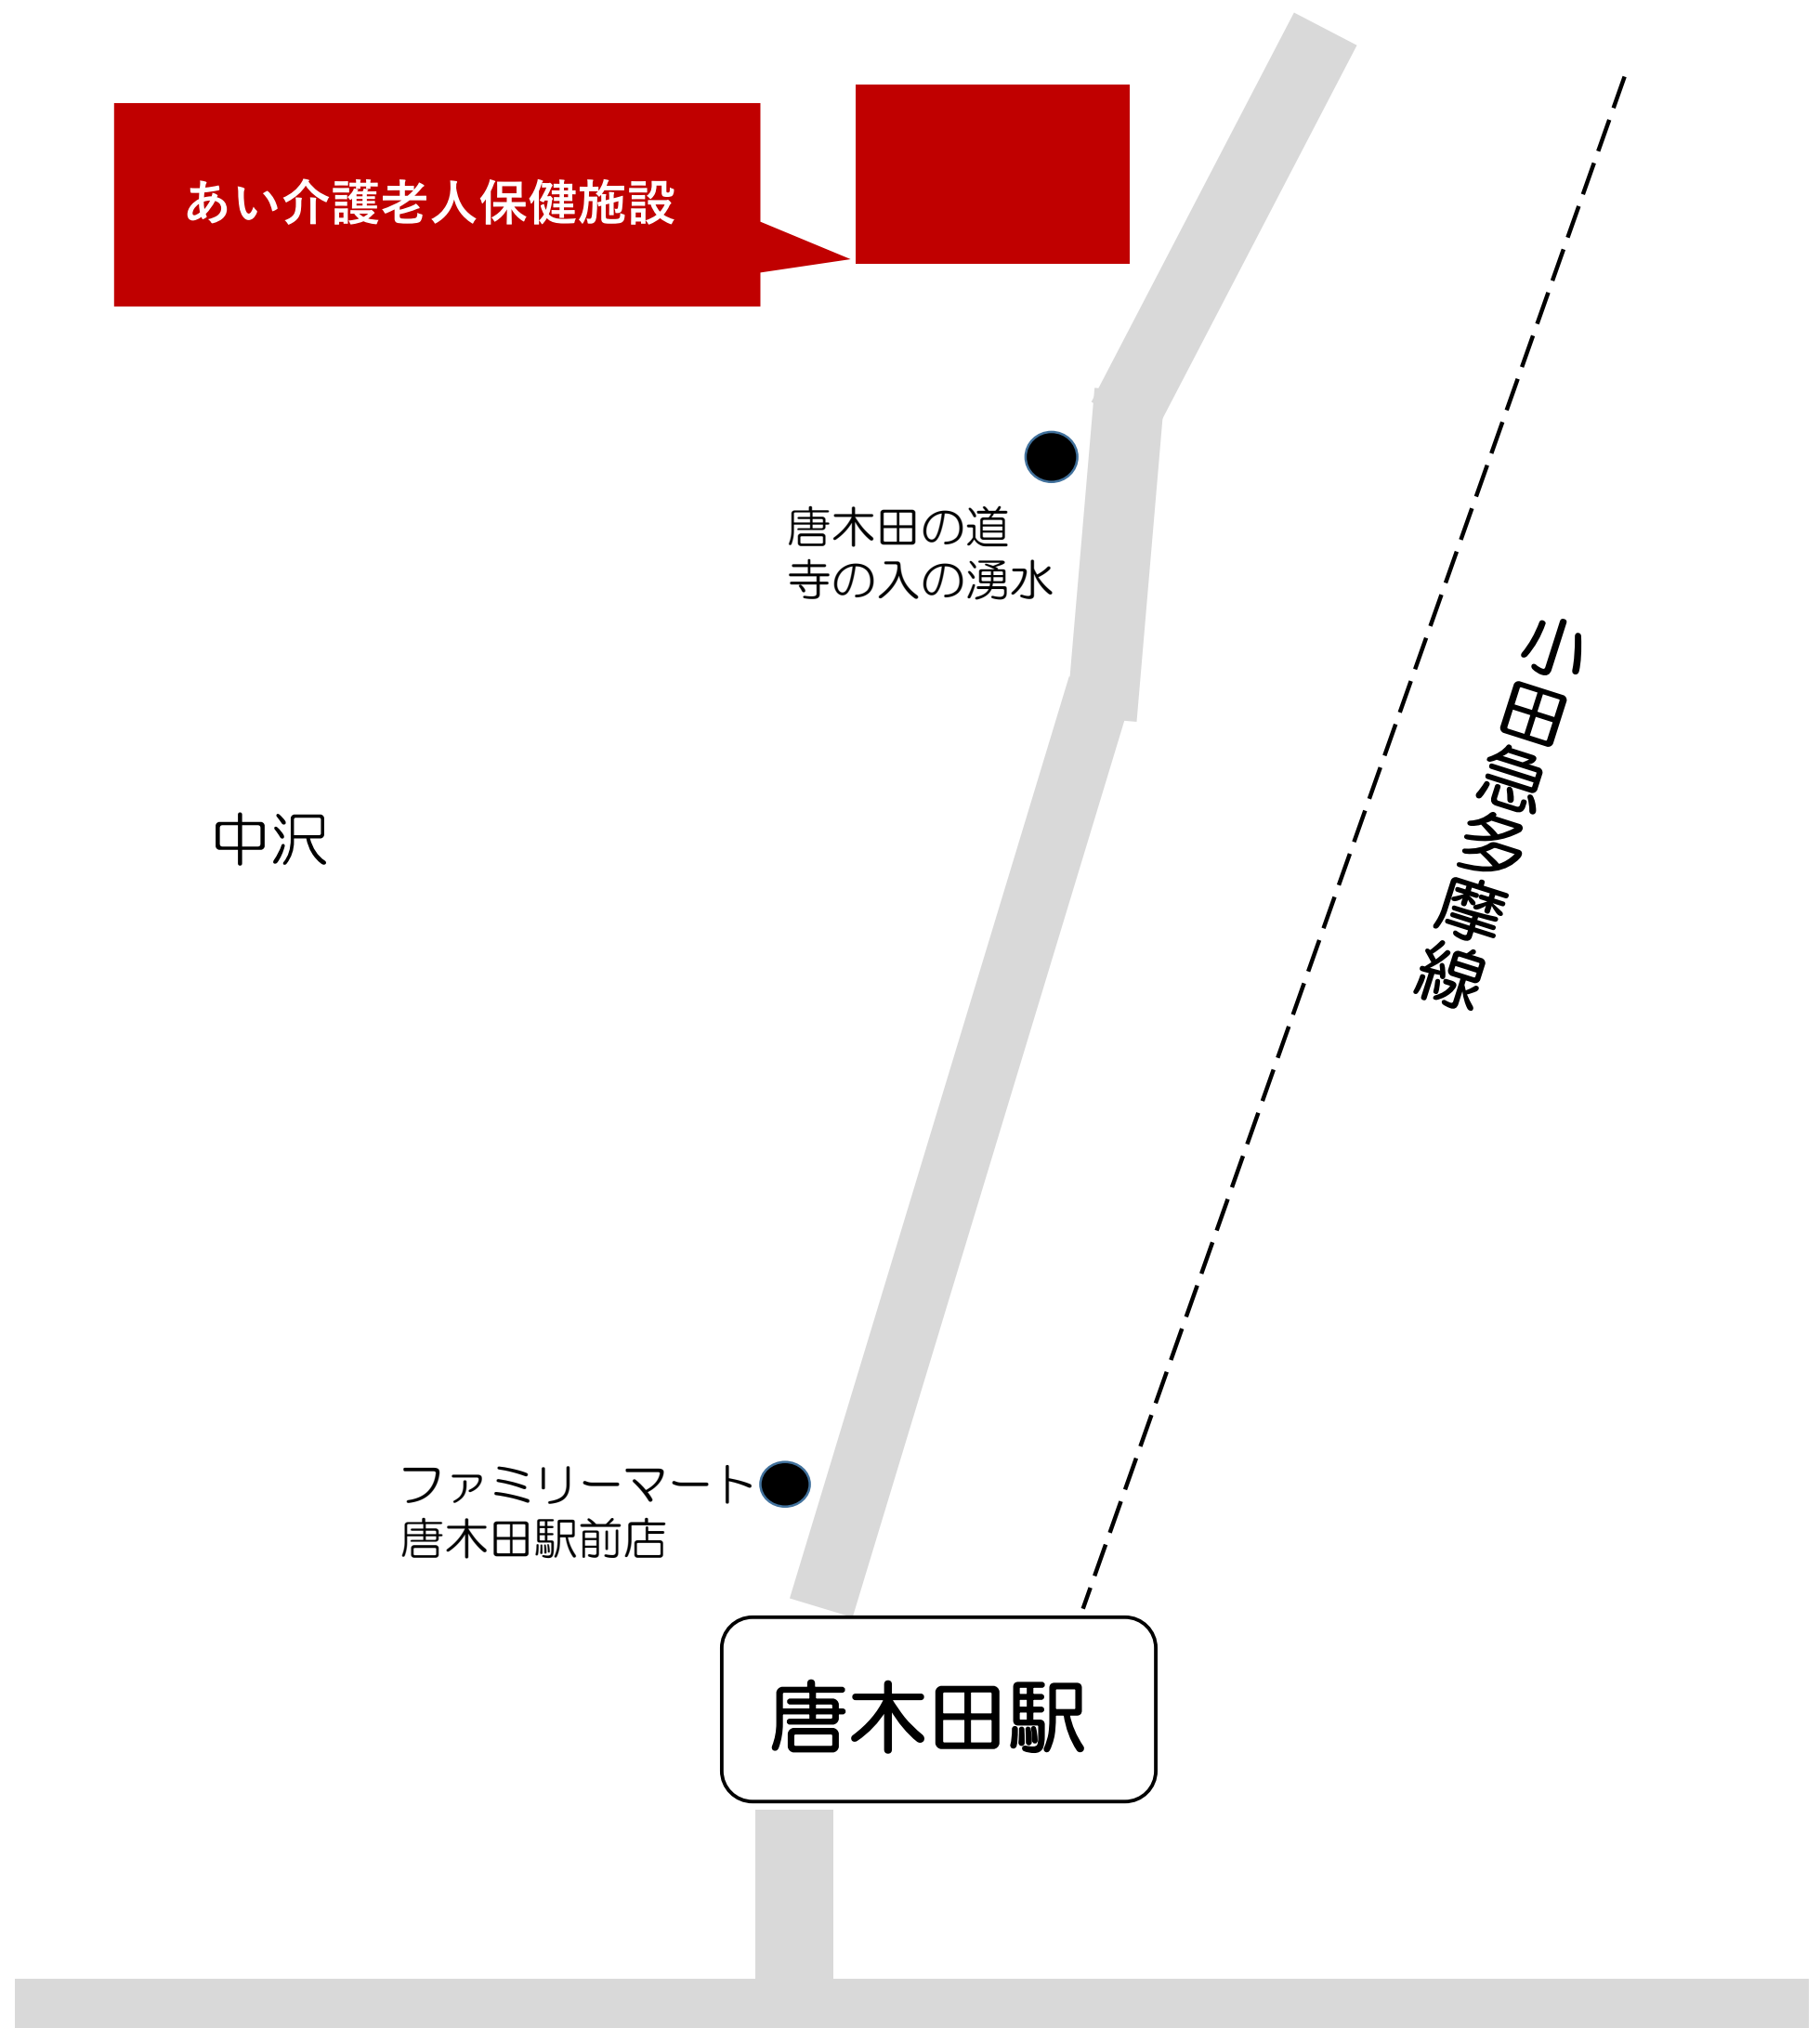 あい介護老人保健施設
唐木田の道
寺の入の湧水
小田急多摩線
中沢
ファミリーマート
唐木田駅前店
唐木田駅